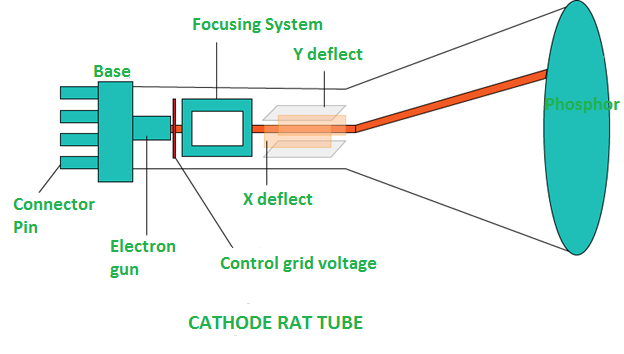 Focusing System
Y deflect
Base
Phosphor
X deflect
Connector
Pin
Electron
gun
Control grid voltage
CATHODE RAT TUBE